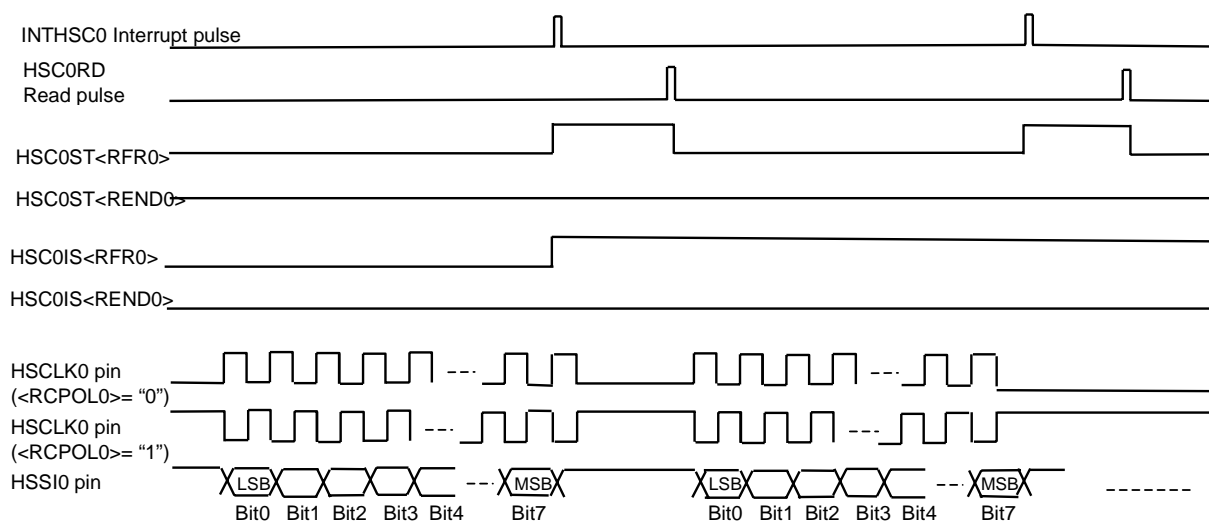 INTHSC0 Interrupt pulse
HSC0RD
Read pulse
HSC0ST<RFR0>
HSC0ST<REND0>
HSC0IS<RFR0>
HSC0IS<REND0>
HSCLK0 pin
(<RCPOL0>= “0”)
HSCLK0 pin
(<RCPOL0>= “1”)
HSSI0 pin
LSB MSB LSB MSB
Bit0 Bit1 Bit2 Bit3 Bit4 Bit7 Bit0 Bit1 Bit2 Bit3 Bit4 Bit7